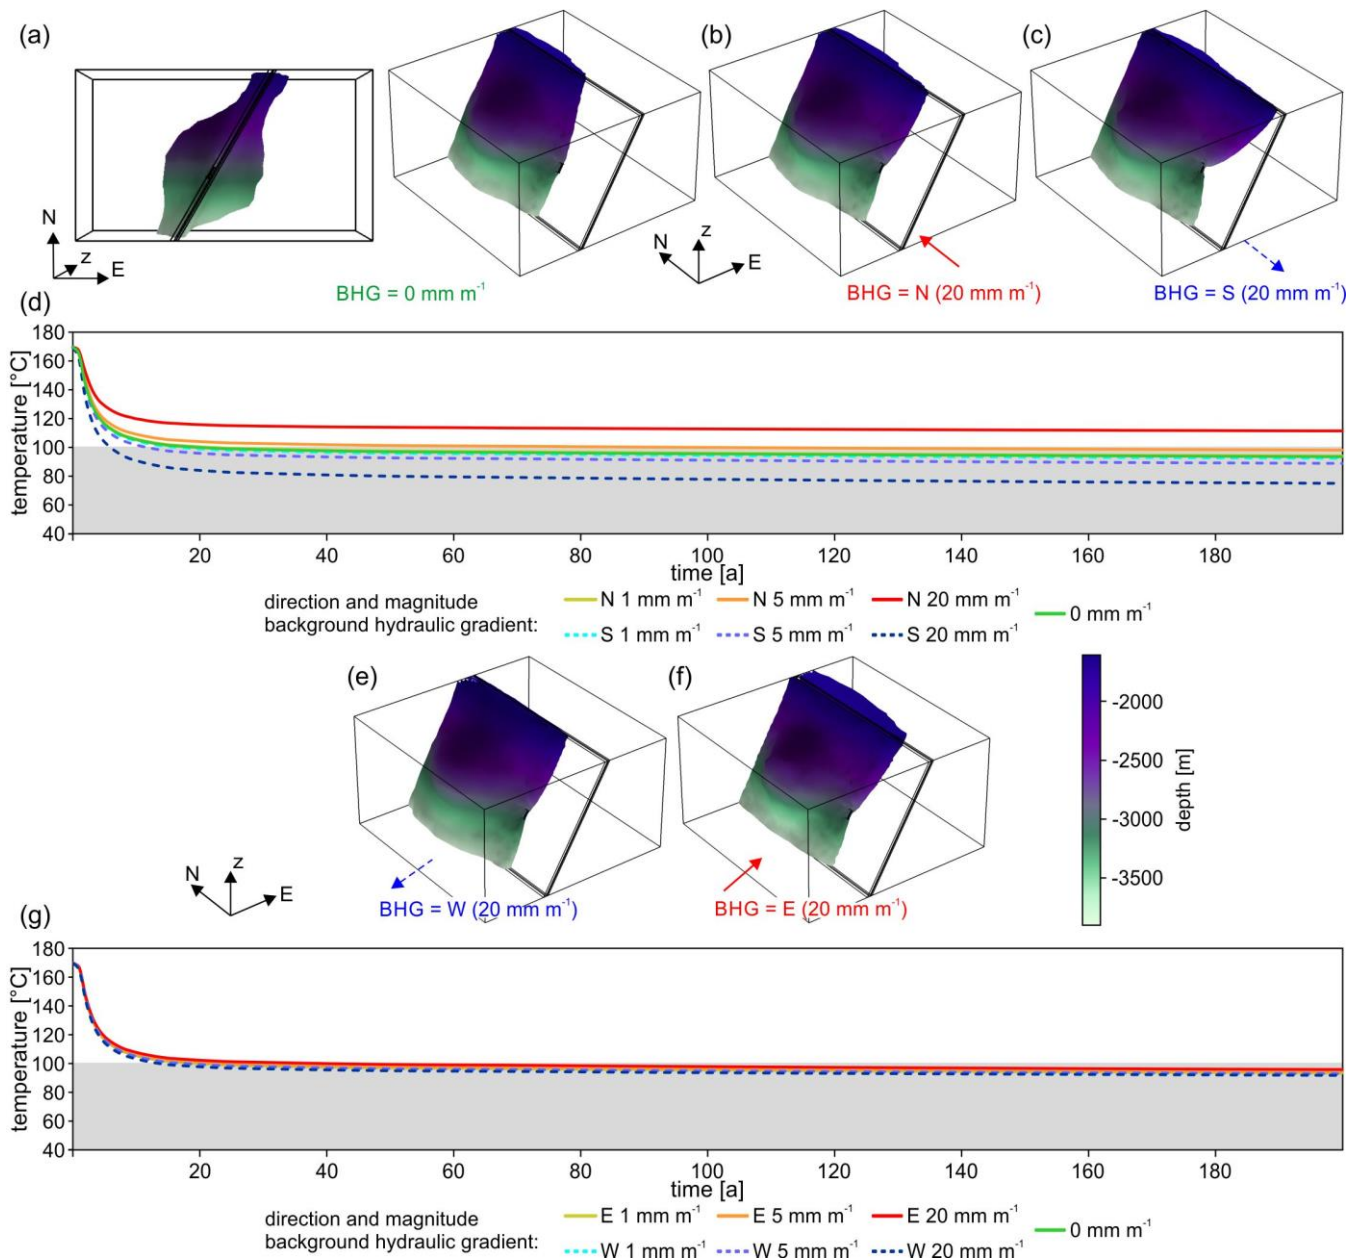 (a)
(b)
(c)
N
z
E
N
z
E
BHG = 0 mm m⁻¹
BHG = N (20 mm m⁻¹)
BHG = S (20 mm m⁻¹)
(d)
temperature [°C]
180
160
140
120
100
80
60
40
20 40 60 80 100 120 140 160 180
time [a]
direction and magnitude
background hydraulic gradient:
N 1 mm m⁻¹ N 5 mm m⁻¹ N 20 mm m⁻¹ 0 mm m⁻¹
S 1 mm m⁻¹ S 5 mm m⁻¹ S 20 mm m⁻¹
(e)
(f)
N
z
E
BHG = W (20 mm m⁻¹)
BHG = E (20 mm m⁻¹)
-2000
-2500
-3000
-3500
depth [m]
(g)
temperature [°C]
180
160
140
120
100
80
60
40
20 40 60 80 100 120 140 160 180
time [a]
direction and magnitude
background hydraulic gradient:
E 1 mm m⁻¹ E 5 mm m⁻¹ E 20 mm m⁻¹ 0 mm m⁻¹
W 1 mm m⁻¹ W 5 mm m⁻¹ W 20 mm m⁻¹